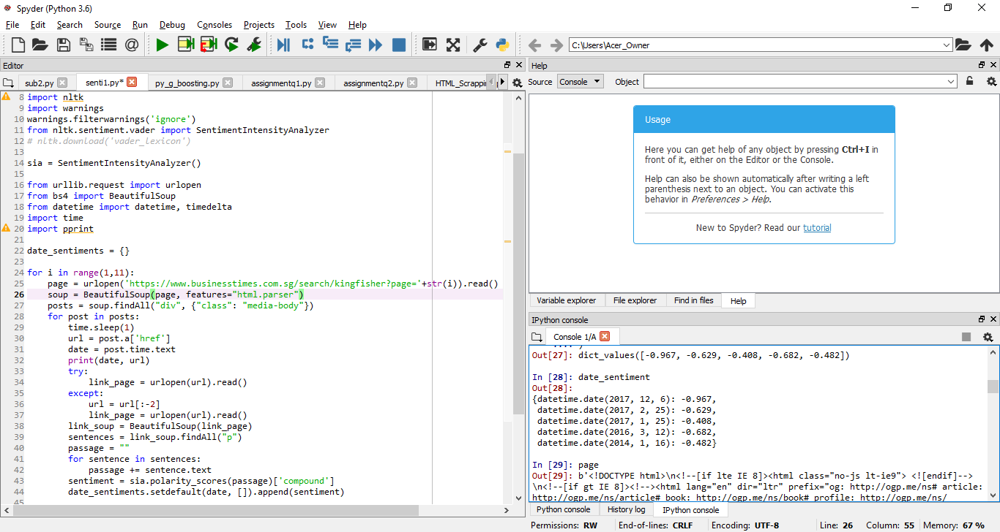 Spyder (Python 3.6)
File Edit Search Source Run Debug Consoles Projects Tools View Help
C:\Users\Acer_Owner
Editor
sub2.py senti1.py* py_g_boosting.py assignmentq1.py assignmentq2.py HTML_Scrappi
8 import nltk
9 import warnings
10 warnings.filterwarnings('ignore')
11 from nltk.sentiment.vader import SentimentIntensityAnalyzer
12 # nltk.download('vader_lexicon')
13
14 sia = SentimentIntensityAnalyzer()
15
16 from urllib.request import urlopen
17 from bs4 import BeautifulSoup
18 from datetime import datetime, timedelta
19 import time
20 import pprint
21
22 date_sentiments = {}
23
24 for i in range(1,11):
25     page = urlopen('https://www.businesstimes.com.sg/search/kingfisher?page='+str(i)).read()
26     soup = BeautifulSoup(page, features="html.parser")
27     posts = soup.findAll("div", {"class": "media-body"})
28     for post in posts:
29         time.sleep(1)
30         url = post.a['href']
31         date = post.time.text
32         print(date, url)
33         try:
34             link_page = urlopen(url).read()
35         except:
36             url = url[:-2]
37             link_page = urlopen(url).read()
38         link_soup = BeautifulSoup(link_page)
39         sentences = link_soup.findAll("p")
40         passage = ""
41         for sentence in sentences:
42             passage += sentence.text
43         sentiment = sia.polarity_scores(passage)['compound']
44         date_sentiments.setdefault(date, []).append(sentiment)
45
Help
Source Console Object
Usage
Here you can get help of any object by pressing Ctrl+I in
front of it, either on the Editor or the Console.
Help can also be shown automatically after writing a left
parenthesis next to an object. You can activate this
behavior in Preferences > Help.
New to Spyder? Read our tutorial
Variable explorer File explorer Find in files Help
IPython console
Console 1/A
Out[27]: dict_values([-0.967, -0.629, -0.408, -0.682, -0.482])
In [28]: date_sentiment
Out[28]:
{datetime.date(2017, 12, 6): -0.967,
datetime.date(2017, 2, 25): -0.629,
datetime.date(2017, 1, 25): -0.408,
datetime.date(2016, 3, 12): -0.682,
datetime.date(2014, 1, 16): -0.482}
In [29]: page
Out[29]: b'<!DOCTYPE html>\n<!--[if lte IE 8]><html class="no-js lt-ie9"> <![endif]-->
\n<!--[if gt IE 8]><!--><html lang="en" dir="ltr" prefix="og: http://ogp.me/ns# article:
http://ogp.me/ns/article# book: http://ogp.me/ns/book# profile: http://ogp.me/ns/
Python console History log IPython console
Permissions: RW End-of-lines: CRLF Encoding: UTF-8 Line: 26 Column: 55 Memory: 67 %